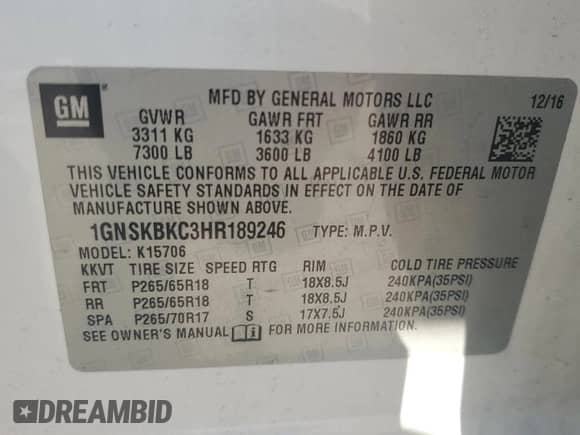 GM
MFD BY GENERAL MOTORS LLC 12/16
GVWR GAWR FRT GAWR RR
3311 KG 1633 KG 1860 KG
7300 LB 3600 LB 4100 LB
THIS VEHICLE CONFORMS TO ALL APPLICABLE U.S. FEDERAL MOTOR
VEHICLE SAFETY STANDARDS IN EFFECT ON THE DATE OF
MANUFACTURE SHOWN ABOVE.
1GNSKBKC3HR189246 TYPE: M.P.V.
MODEL: K15706
KKVT TIRE SIZE SPEED RTG RIM COLD TIRE PRESSURE
FRT P265/65R18 T 18X8.5J 240KPA(35PSI)
RR P265/65R18 T 18X8.5J 240KPA(35PSI)
SPA P265/70R17 S 17X7.5J 240KPA(35PSI)
SEE OWNER'S MANUAL FOR MORE INFORMATION.
DREAMBID